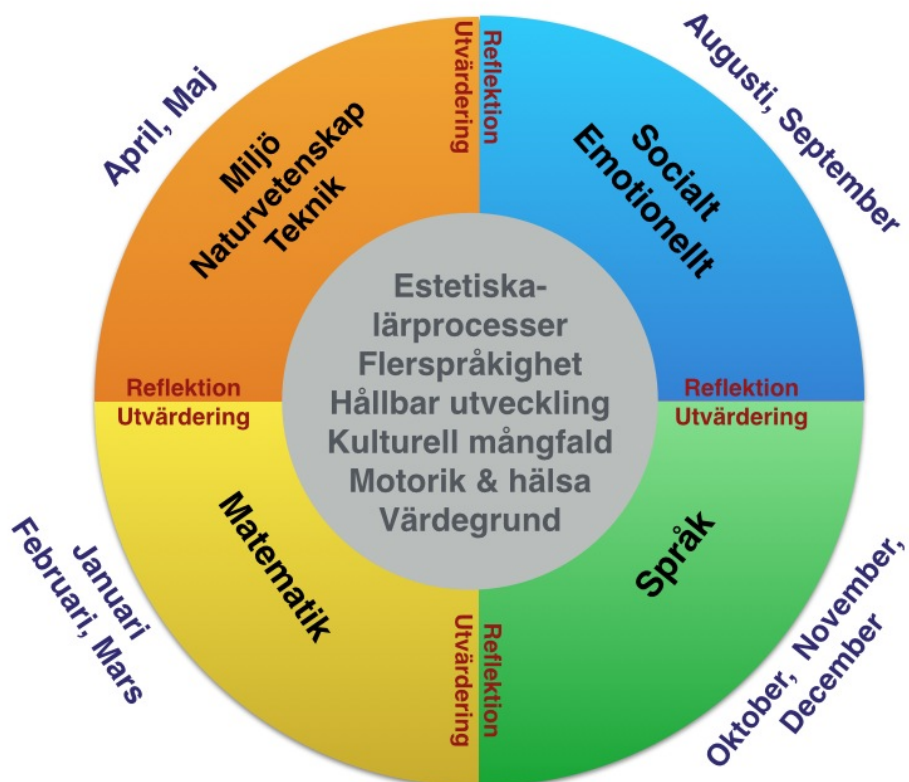 Augusti, September
Socialt
Emotionellt
Reflektion
Utvärdering
Språk
Oktober, November,
December
Reflektion
Utvärdering
Matematik
Januari
Februari, Mars
Reflektion
Utvärdering
April, Maj
Miljö
Naturvetenskap
Teknik
Utvärdering
Reflektion
Estetiska-
lärprocesser
Flerspråkighet
Hållbar utveckling
Kulturell mångfald
Motorik & hälsa
Värdegrund